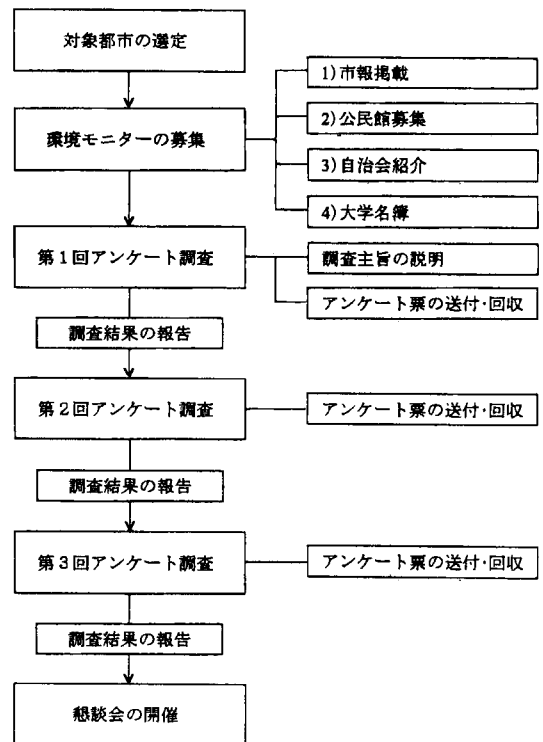 対象都市の選定
環境モニターの募集
1)市報掲載
2)公民館募集
3)自治会紹介
4)大学名簿
第1回アンケート調査
調査主旨の説明
アンケート票の送付・回収
調査結果の報告
第2回アンケート調査
アンケート票の送付・回収
調査結果の報告
第3回アンケート調査
アンケート票の送付・回収
調査結果の報告
懇談会の開催